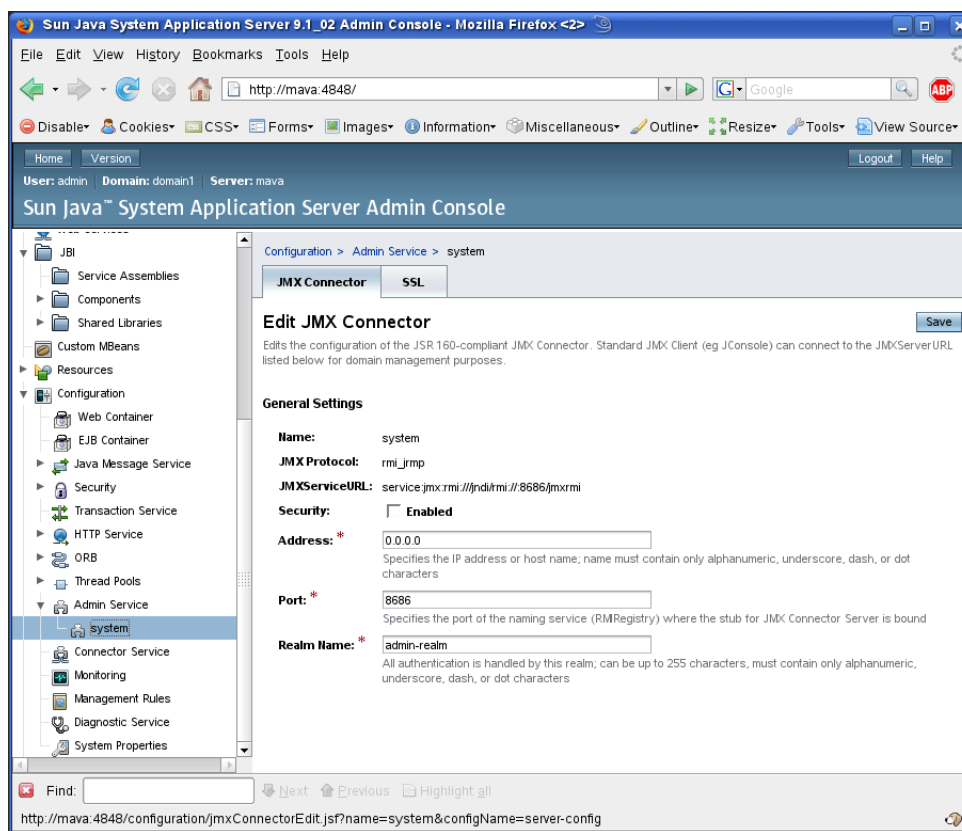 Sun Java System Application Server 9.1_02 Admin Console - Mozilla Firefox <2>
File Edit View History Bookmarks Tools Help
http://mava:4848/
G Google
ABP
Disable Cookies CSS Forms Images Information Miscellaneous Outline Resize Tools View Source
Home Version Logout Help
User: admin Domain: domain1 Server: mava
Sun Java™ System Application Server Admin Console
JBI
Service Assemblies
Components
Shared Libraries
Custom MBeans
Resources
Configuration
Web Container
EJB Container
Java Message Service
Security
Transaction Service
HTTP Service
ORB
Thread Pools
Admin Service
system
Connector Service
Monitoring
Management Rules
Diagnostic Service
System Properties
Configuration > Admin Service > system
JMX Connector SSL
Edit JMX Connector
Save
Edits the configuration of the JSR 160-compliant JMX Connector. Standard JMX Client (eg JConsole) can connect to the JMXServerURL
listed below for domain management purposes.
General Settings
Name: system
JMX Protocol: rmi_jrmp
JMXServiceURL: service:jmx:rmi:///jndi/rmi://:8686/jmxrmi
Security: Enabled
Address: * 0.0.0.0
Specifies the IP address or host name; name must contain only alphanumeric, underscore, dash, or dot
characters
Port: * 8686
Specifies the port of the naming service (RMIRegistry) where the stub for JMX Connector Server is bound
Realm Name: * admin-realm
All authentication is handled by this realm; can be up to 255 characters, must contain only alphanumeric,
underscore, dash, or dot characters
Find: Next Previous Highlight all
http://mava:4848/configuration/jmxConnectorEdit.jsf?name=system&configName=server-config